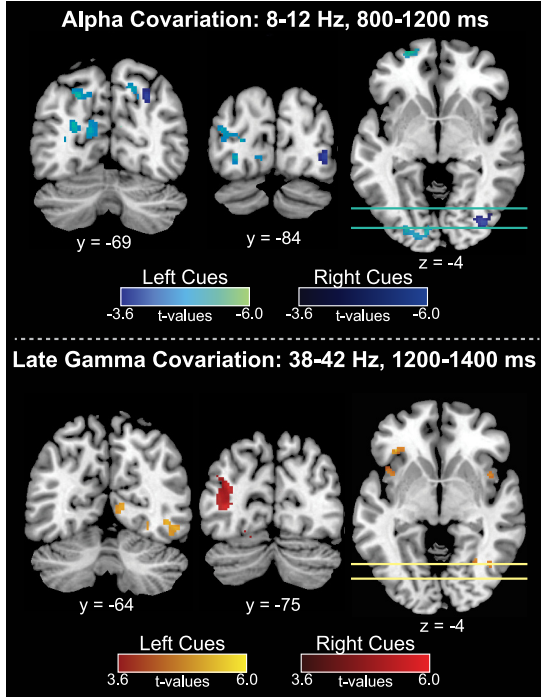 Alpha Covariation: 8-12 Hz, 800-1200 ms
y = -69
y = -84
z = -4
Left Cues
Right Cues
-3.6 t-values -6.0
-3.6 t-values -6.0
Late Gamma Covariation: 38-42 Hz, 1200-1400 ms
y = -64
y = -75
z = -4
Left Cues
Right Cues
3.6 t-values 6.0
3.6 t-values 6.0